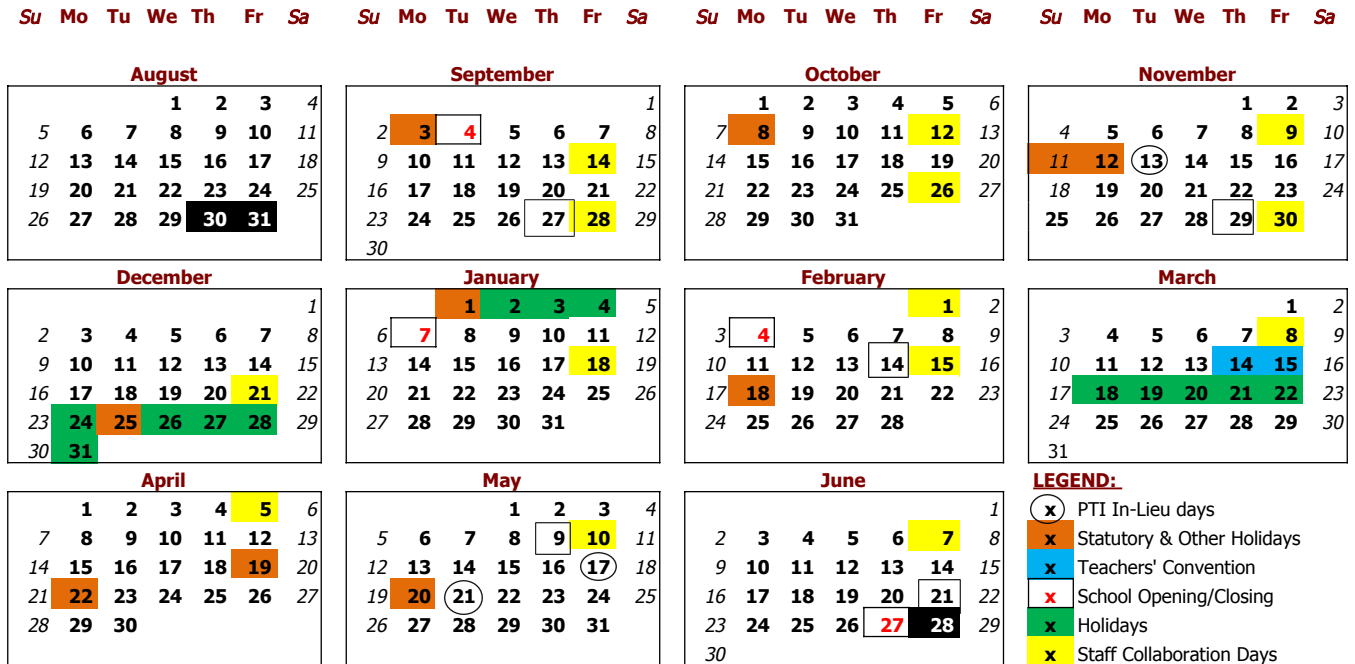 Su Mo Tu We Th Fr Sa Su Mo Tu We Th Fr Sa Su Mo Tu We Th Fr Sa Su Mo Tu We Th Fr Sa
August September October November
1 2 3 4 1 1 2 3 4 5 6 1 2 3
5 6 7 8 9 10 11 2 3 4 5 6 7 8 7 8 9 10 11 12 13 4 5 6 7 8 9 10
12 13 14 15 16 17 18 9 10 11 12 13 14 15 14 15 16 17 18 19 20 11 12 13 14 15 16 17
19 20 21 22 23 24 25 16 17 18 19 20 21 22 21 22 23 24 25 26 27 18 19 20 21 22 23 24
26 27 28 29 30 31 23 24 25 26 27 28 29 28 29 30 31 25 26 27 28 29 30
30
December January February March
1 1 2 3 4 5 1 2 1 2
2 3 4 5 6 7 8 6 7 8 9 10 11 12 3 4 5 6 7 8 9 3 4 5 6 7 8 9
9 10 11 12 13 14 15 13 14 15 16 17 18 19 10 11 12 13 14 15 16 10 11 12 13 14 15 16
16 17 18 19 20 21 22 20 21 22 23 24 25 26 17 18 19 20 21 22 23 17 18 19 20 21 22 23
23 24 25 26 27 28 29 27 28 29 30 31 24 25 26 27 28 24 25 26 27 28 29 30
30 31 31
April May June LEGEND:
1 2 3 4 5 6 1 2 3 4 1 x PTI In-Lieu days
7 8 9 10 11 12 13 5 6 7 8 9 10 11 2 3 4 5 6 7 8 x Statutory & Other Holidays
14 15 16 17 18 19 20 12 13 14 15 16 17 18 9 10 11 12 13 14 15 x Teachers' Convention
21 22 23 24 25 26 27 19 20 21 22 23 24 25 16 17 18 19 20 21 22 x School Opening/Closing
28 29 30 26 27 28 29 30 31 23 24 25 26 27 28 29 x Holidays
30 x Staff Collaboration Days